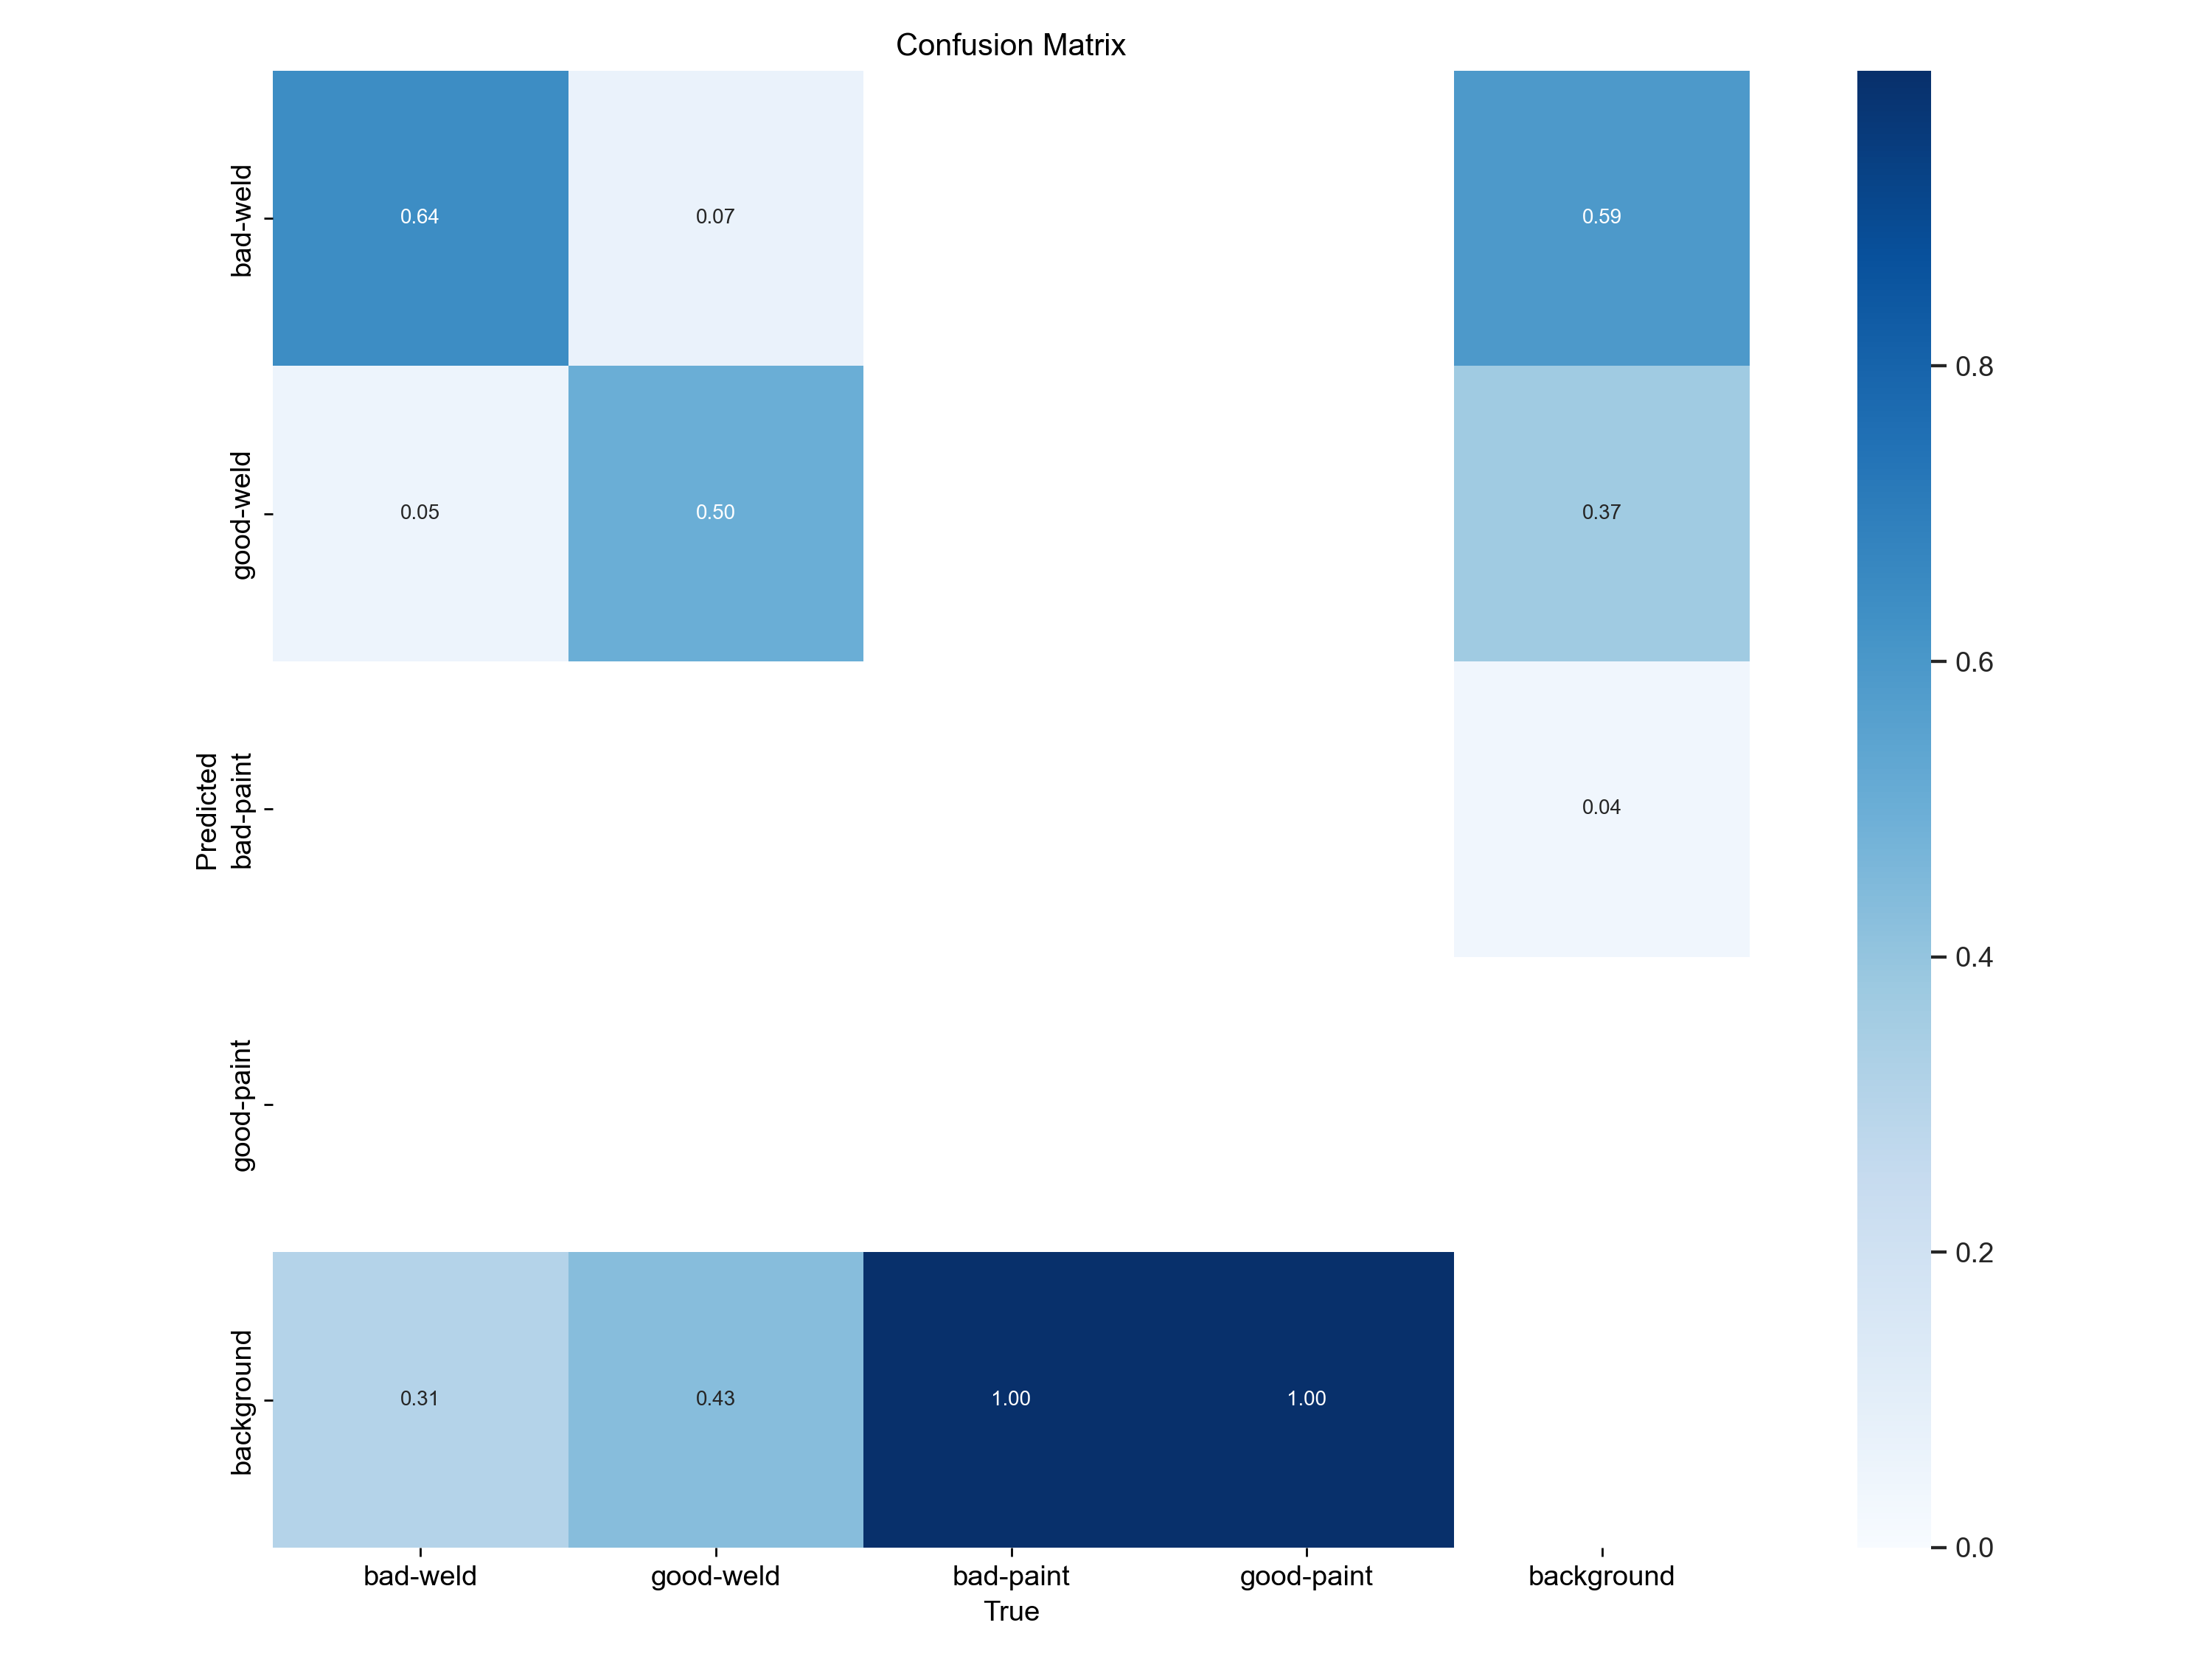 Confusion Matrix
bad-weld
0.64
0.07
0.59
0.8
good-weld
0.05
0.50
0.37
0.6
Predicted
bad-paint
0.04
0.4
good-paint
0.2
background
0.31
0.43
1.00
1.00
0.0
bad-weld
good-weld
bad-paint
good-paint
background
True